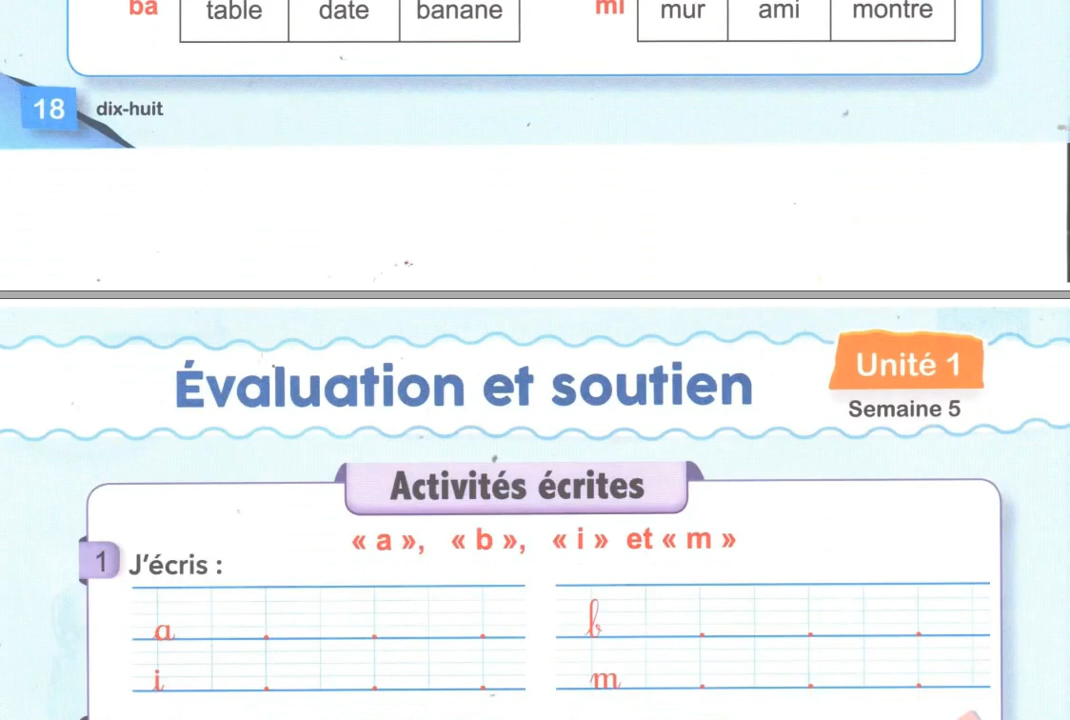 ba table date banane mi mur ami montre
18 dix-huit
Évaluation et soutien
Unité 1
Semaine 5
Activités écrites
« a », « b », « i » et « m »
1 J'écris :
a b
i m